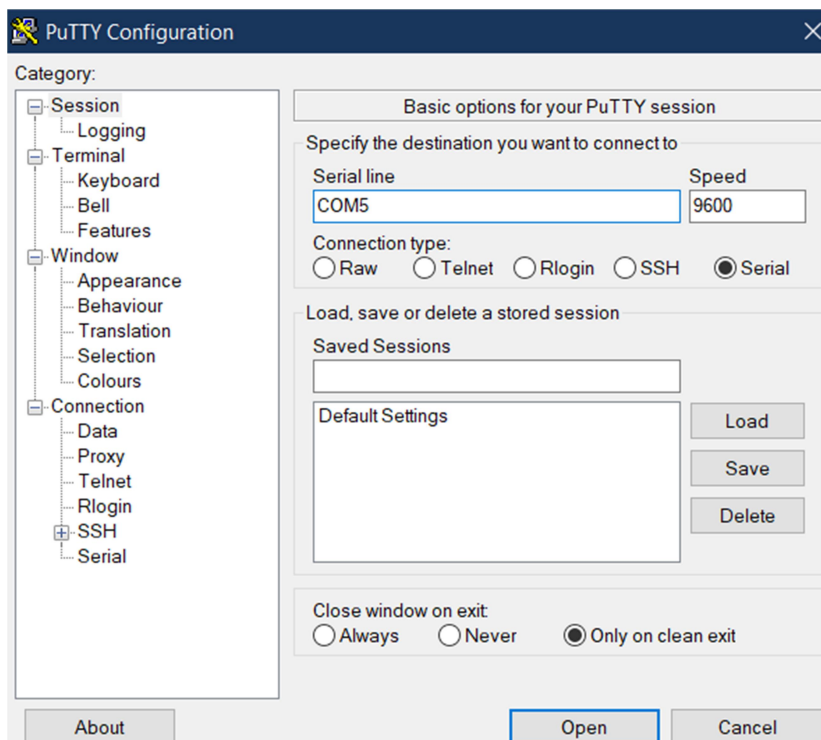 PuTTY Configuration
Category:
Session
Logging
Terminal
Keyboard
Bell
Features
Window
Appearance
Behaviour
Translation
Selection
Colours
Connection
Data
Proxy
Telnet
Rlogin
SSH
Serial
Basic options for your PuTTY session
Specify the destination you want to connect to
Serial line Speed
COM5 9600
Connection type:
Raw Telnet Rlogin SSH Serial
Load, save or delete a stored session
Saved Sessions
Default Settings
Load
Save
Delete
Close window on exit:
Always Never Only on clean exit
About Open Cancel